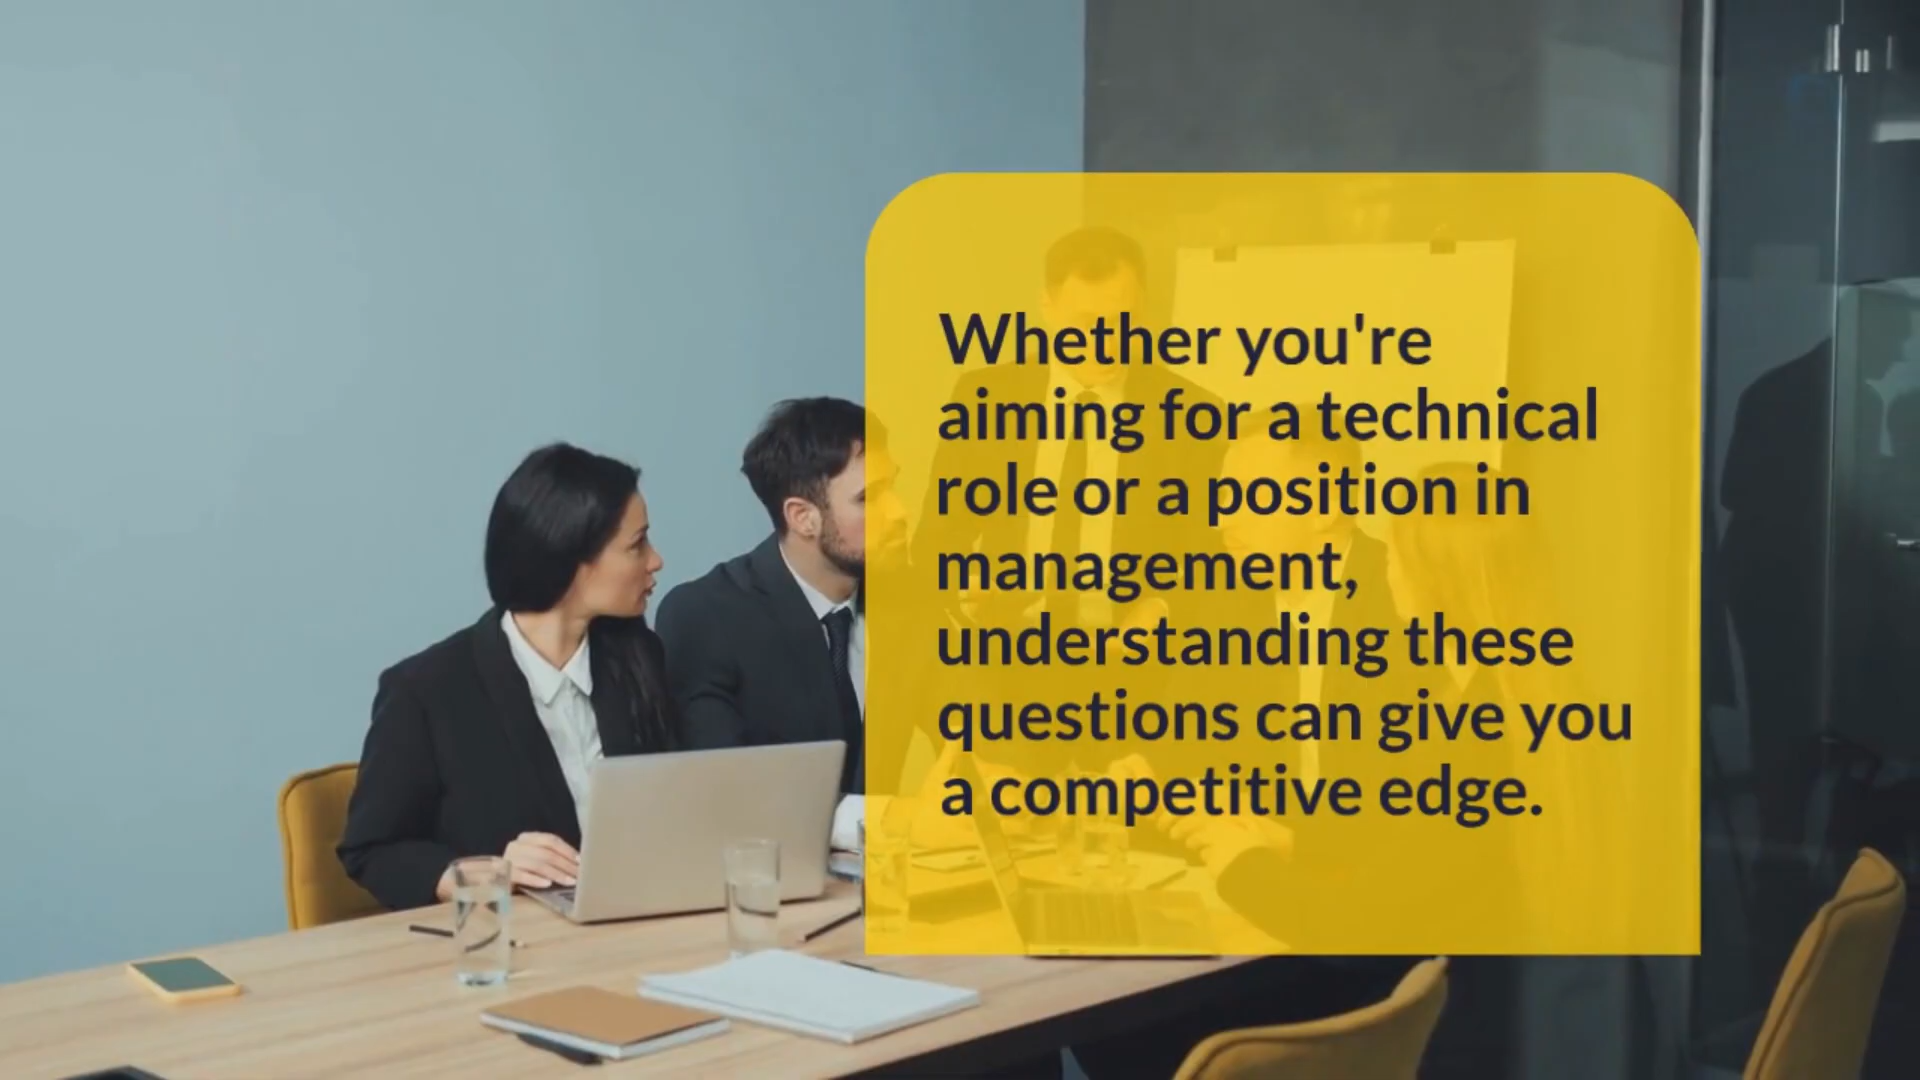 Whether you're
aiming for a technical
role or a position in
management,
understanding these
questions can give you
a competitive edge.